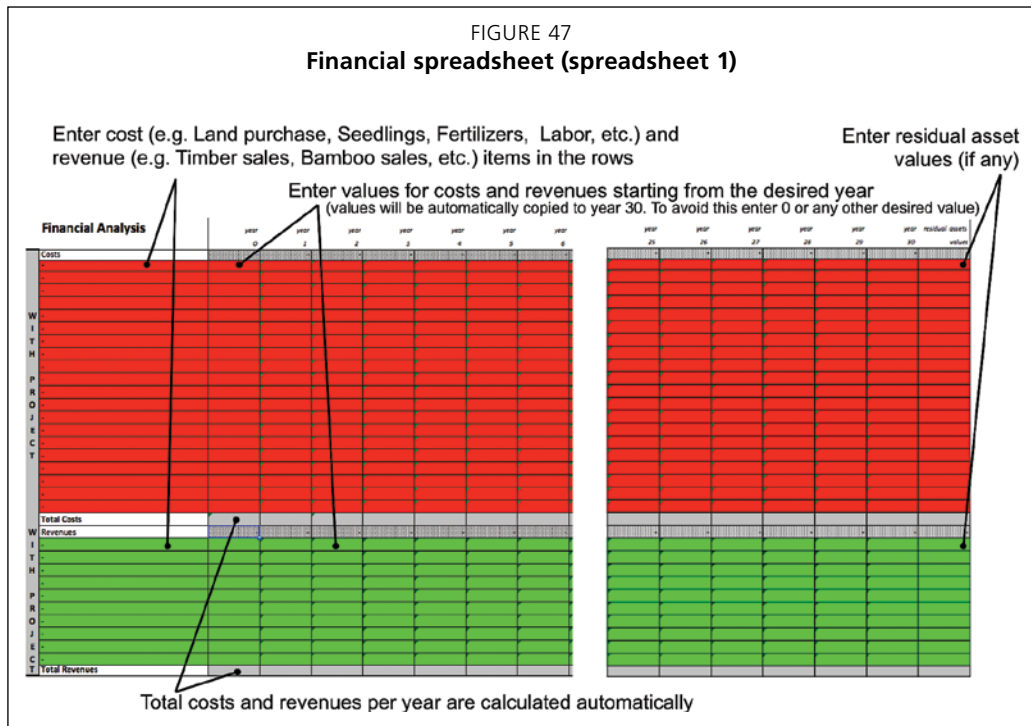 FIGURE 47
Financial spreadsheet (spreadsheet 1)
Enter cost (e.g. Land purchase, Seedlings, Fertilizers, Labor, etc.) and
revenue (e.g. Timber sales, Bamboo sales, etc.) items in the rows
Enter residual asset
values (if any)
Enter values for costs and revenues starting from the desired year
(values will be automatically copied to year 30. To avoid this enter 0 or any other desired value)
Financial Analysis
year year year year year year year year year year year year year residual assets
0 1 2 3 4 5 6 25 26 27 28 29 30 values
Costs
WITH PROJECT
Total Costs
Revenues
WITH PROJECT
Total Revenues
Total costs and revenues per year are calculated automatically